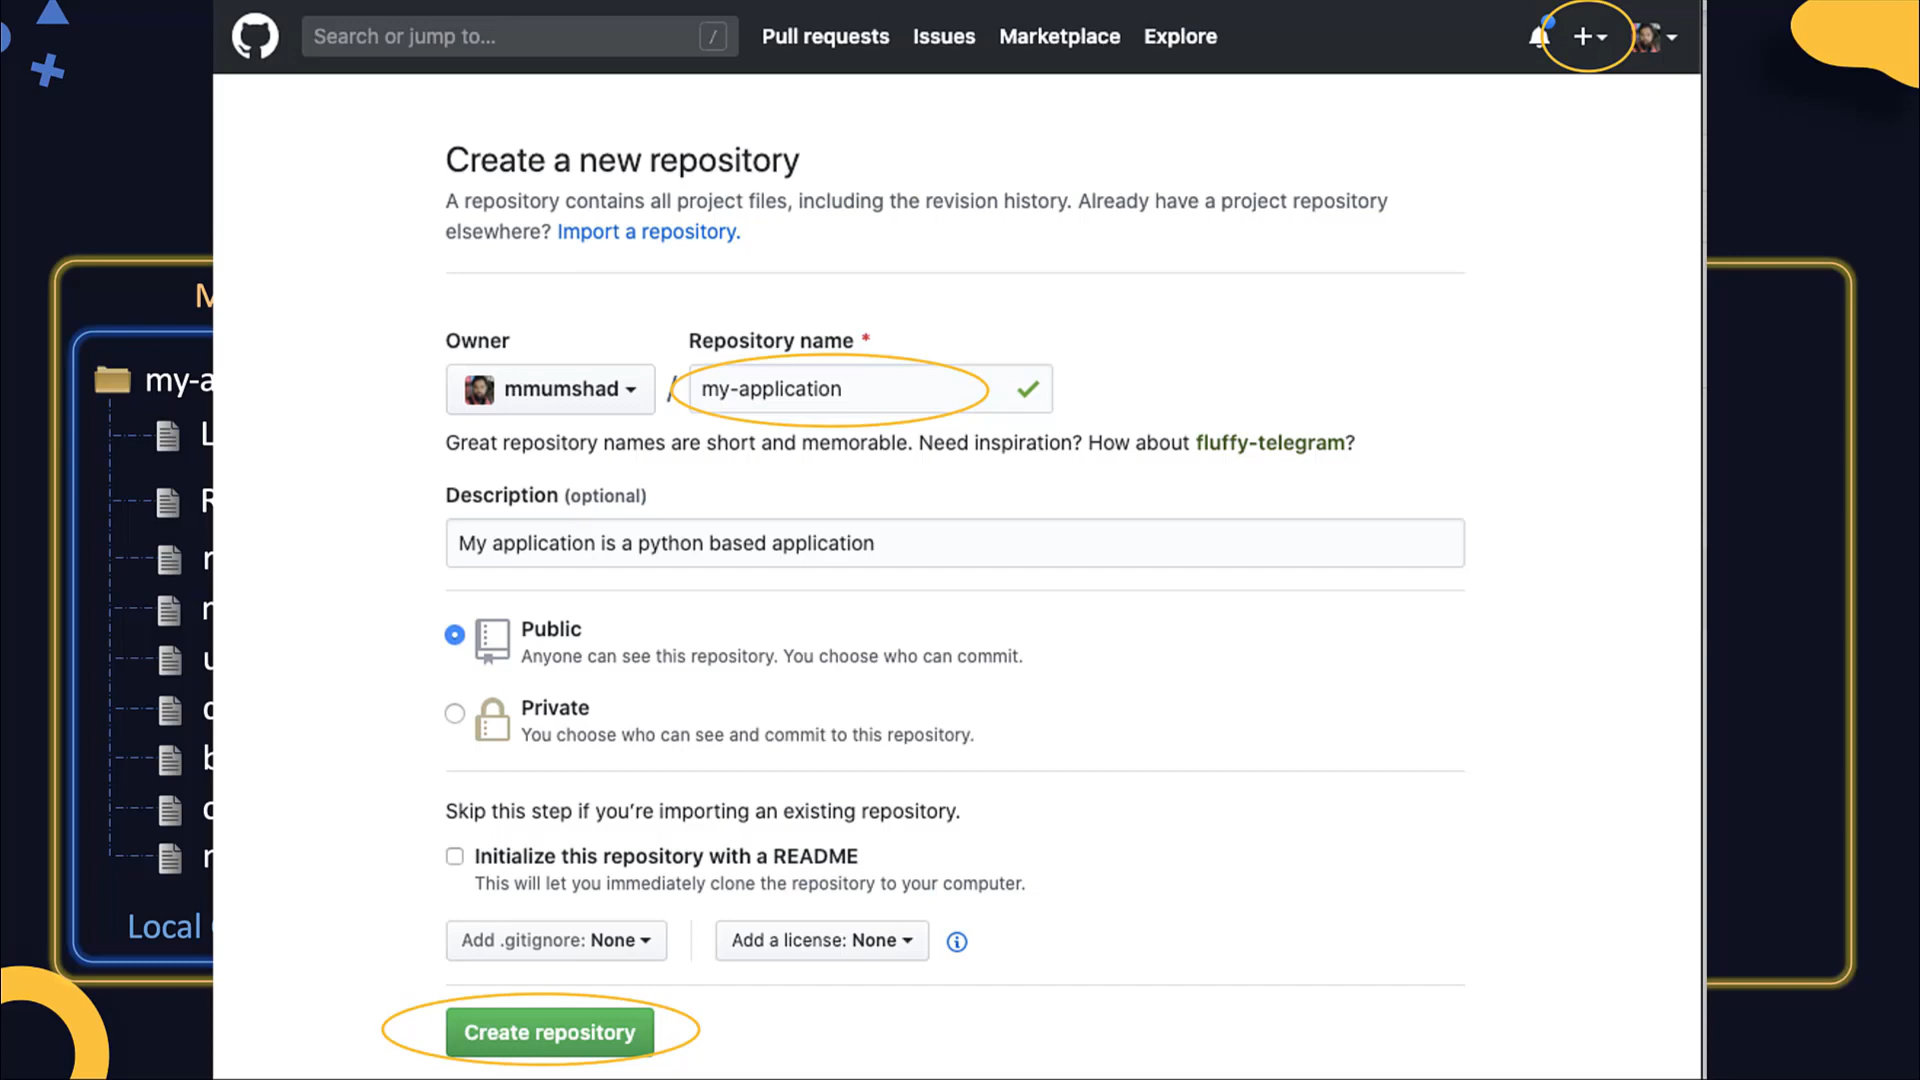 Search or jump to... /
Pull requests Issues Marketplace Explore
Create a new repository
A repository contains all project files, including the revision history. Already have a project repository
elsewhere? Import a repository.
Owner Repository name *
mmumshad / my-application
Great repository names are short and memorable. Need inspiration? How about fluffy-telegram?
Description (optional)
My application is a python based application
Public
Anyone can see this repository. You choose who can commit.
Private
You choose who can see and commit to this repository.
Skip this step if you’re importing an existing repository.
Initialize this repository with a README
This will let you immediately clone the repository to your computer.
Add .gitignore: None Add a license: None
Create repository
my-a
Local